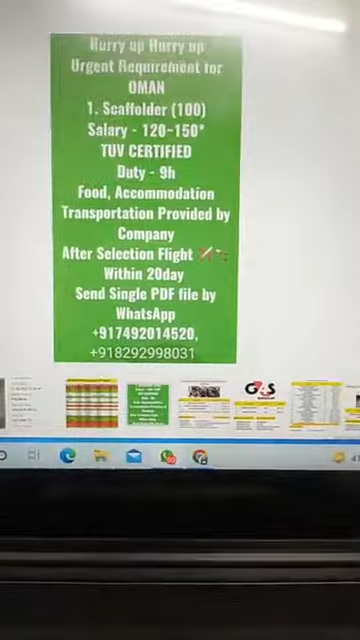 Hurry up Hurry up
Urgent Requirement for
OMAN
1. Scaffolder (100)
Salary - 120-150*
TUV CERTIFIED
Duty - 9h
Food, Accommodation
Transportation Provided by
Company
After Selection Flight
Within 20day
Send Single PDF file by
WhatsApp
+917492014520,
+918292998031
G4S